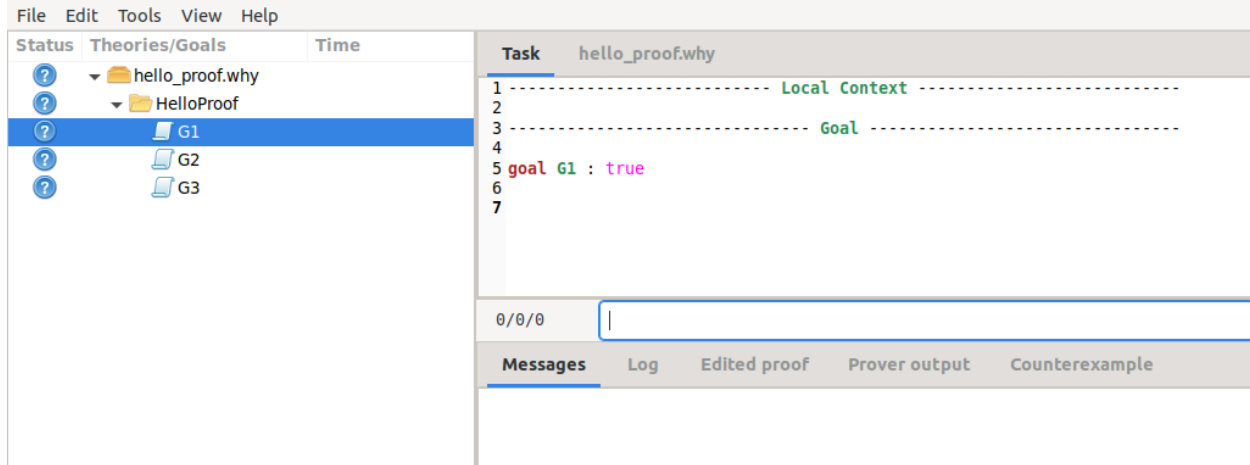 File Edit Tools View Help
Status Theories/Goals Time
hello_proof.why
HelloProof
G1
G2
G3
Task hello_proof.why
1 --------------------------- Local Context ---------------------------
2
3 ------------------------------- Goal --------------------------------
4
5 goal G1 : true
6
7
0/0/0
Messages Log Edited proof Prover output Counterexample